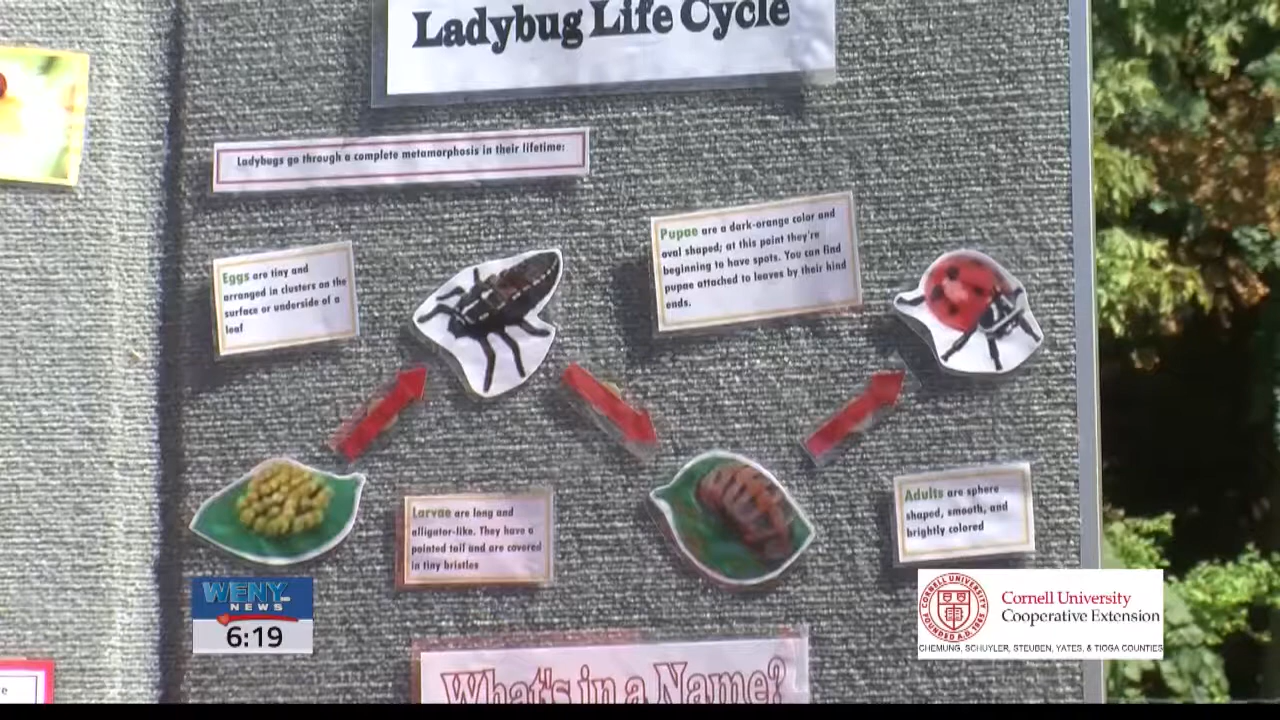 Ladybug Life Cycle
Ladybugs go through a complete metamorphosis in their lifetime:
Eggs are tiny and
arranged in clusters on the
surface or underside of a
leaf
Pupae are a dark-orange color and
oval shaped; at this point they're
beginning to have spots. You can find
pupae attached to leaves by their hind
ends.
Larvae are long and
alligator-like. They have a
pointed tail and are covered
in tiny bristles
Adults are sphere
shaped, smooth, and
brightly colored
What's in a Name?
WENY
NEWS
6:19
CORNELL UNIVERSITY
FOUNDED A.D. 1865
Cornell University
Cooperative Extension
CHEMUNG, SCHUYLER, STEUBEN, YATES, & TIOGA COUNTIES